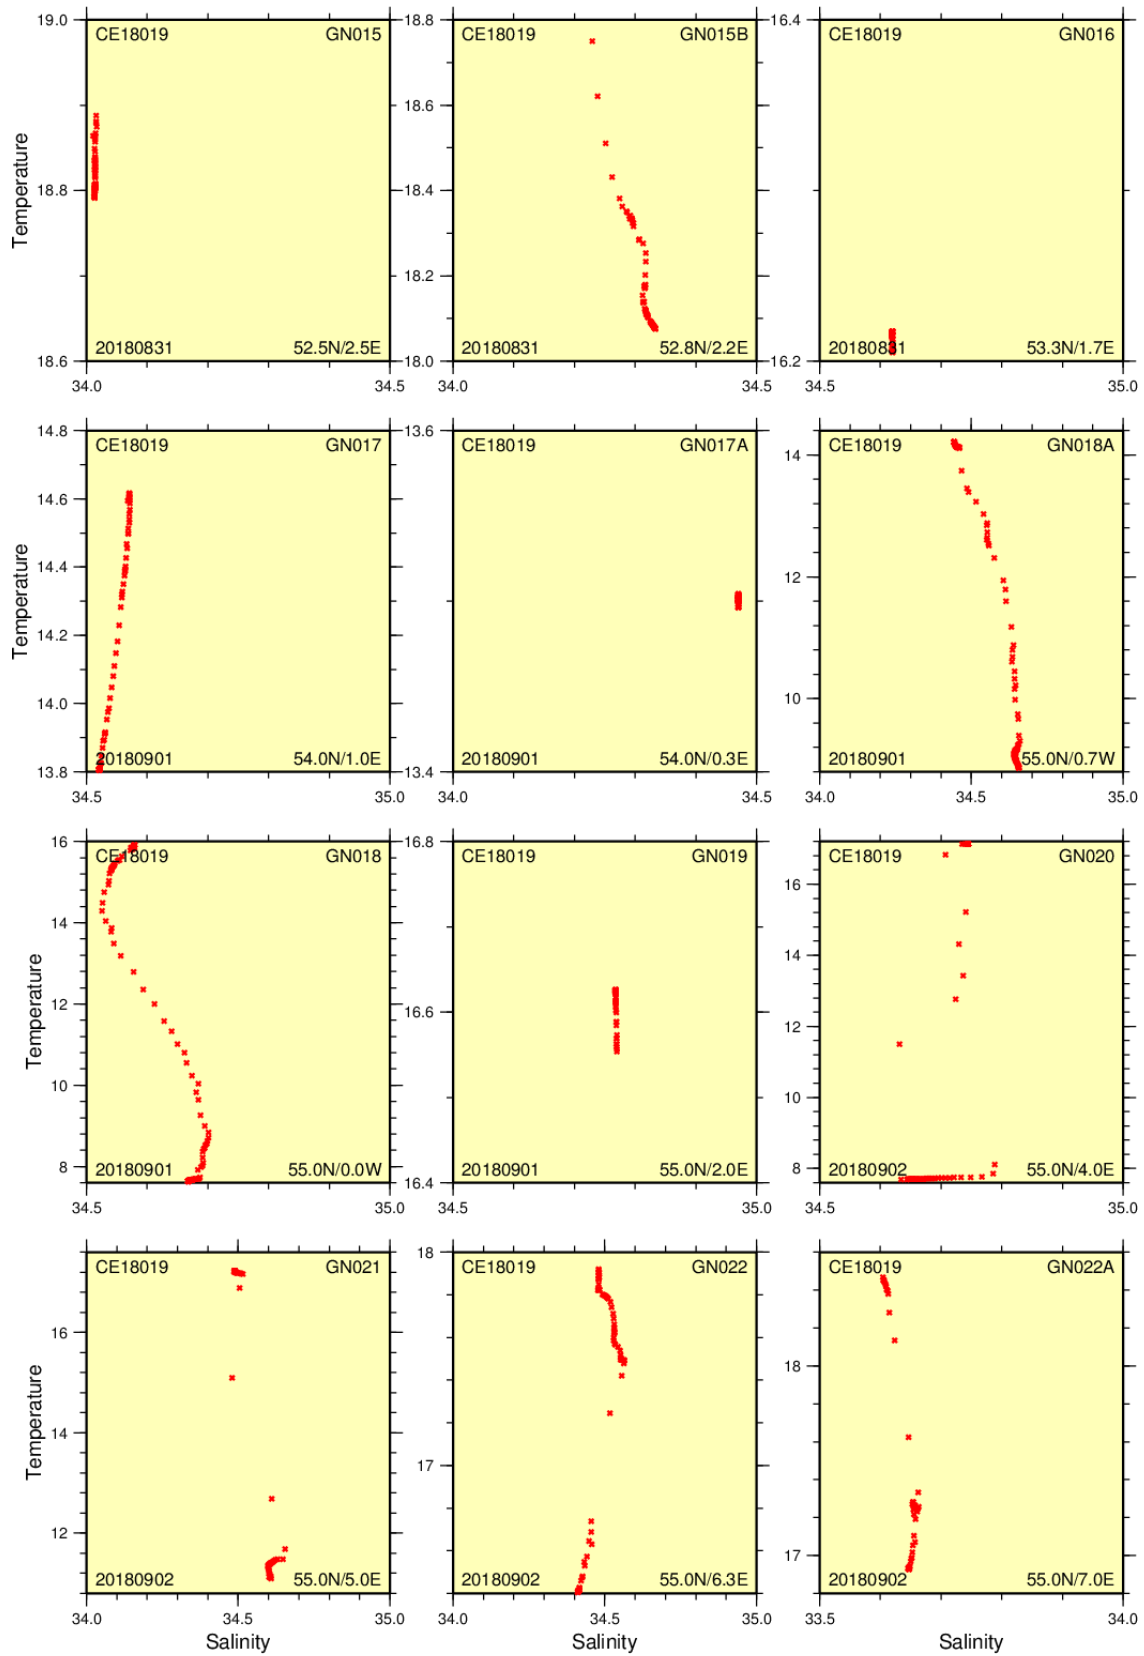 19.0
CE18019 GN015
18.8
Temperature
20180831 52.5N/2.5E
18.6
34.0 34.5
18.8
CE18019 GN015B
18.6
18.4
18.2
20180831 52.8N/2.2E
18.0
34.0 34.5
16.4
CE18019 GN016
20180831 53.3N/1.7E
16.2
34.5 35.0
14.8
CE18019 GN017
14.6
14.4
Temperature
14.2
14.0
20180901 54.0N/1.0E
13.8
34.5 35.0
13.6
CE18019 GN017A
20180901 54.0N/0.3E
13.4
34.0 34.5
CE18019 GN018A
14
12
10
20180901 55.0N/0.7W
34.0 34.5 35.0
16
CE18019 GN018
14
12
Temperature
10
8
20180901 55.0N/0.0W
34.5 35.0
16.8
CE18019 GN019
16.6
20180901 55.0N/2.0E
16.4
34.5 35.0
CE18019 GN020
16
14
12
10
8
20180902 55.0N/4.0E
34.5 35.0
CE18019 GN021
16
Temperature
14
12
20180902 55.0N/5.0E
34.0 34.5 35.0
Salinity
18
CE18019 GN022
17
20180902 55.0N/6.3E
34.0 34.5 35.0
Salinity
CE18019 GN022A
18
17
20180902 55.0N/7.0E
33.5 34.0
Salinity